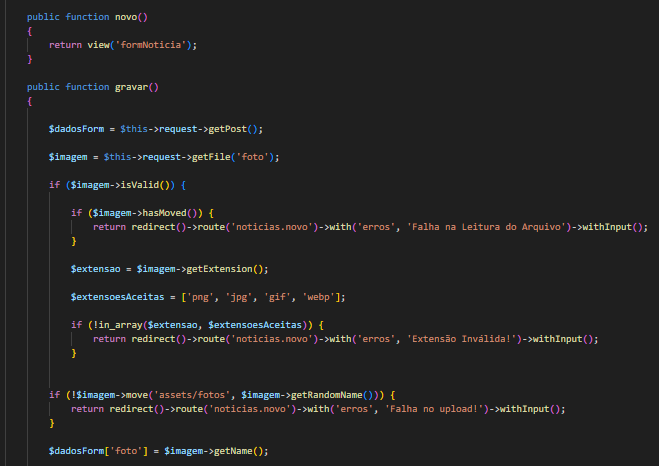 public function novo()
{
return view('formNoticia');
}
public function gravar()
{
$dadosForm = $this->request->getPost();
$imagem = $this->request->getFile('foto');
if ($imagem->isValid()) {
if ($imagem->hasMoved()) {
return redirect()->route('noticias.novo')->with('erros', 'Falha na Leitura do Arquivo')->withInput();
}
$extensao = $imagem->getExtension();
$extensoesAceitas = ['png', 'jpg', 'gif', 'webp'];
if (!in_array($extensao, $extensoesAceitas)) {
return redirect()->route('noticias.novo')->with('erros', 'Extensão Inválida!')->withInput();
}
if (!$imagem->move('assets/fotos', $imagem->getRandomName())) {
return redirect()->route('noticias.novo')->with('erros', 'Falha no upload!')->withInput();
}
$dadosForm['foto'] = $imagem->getName();